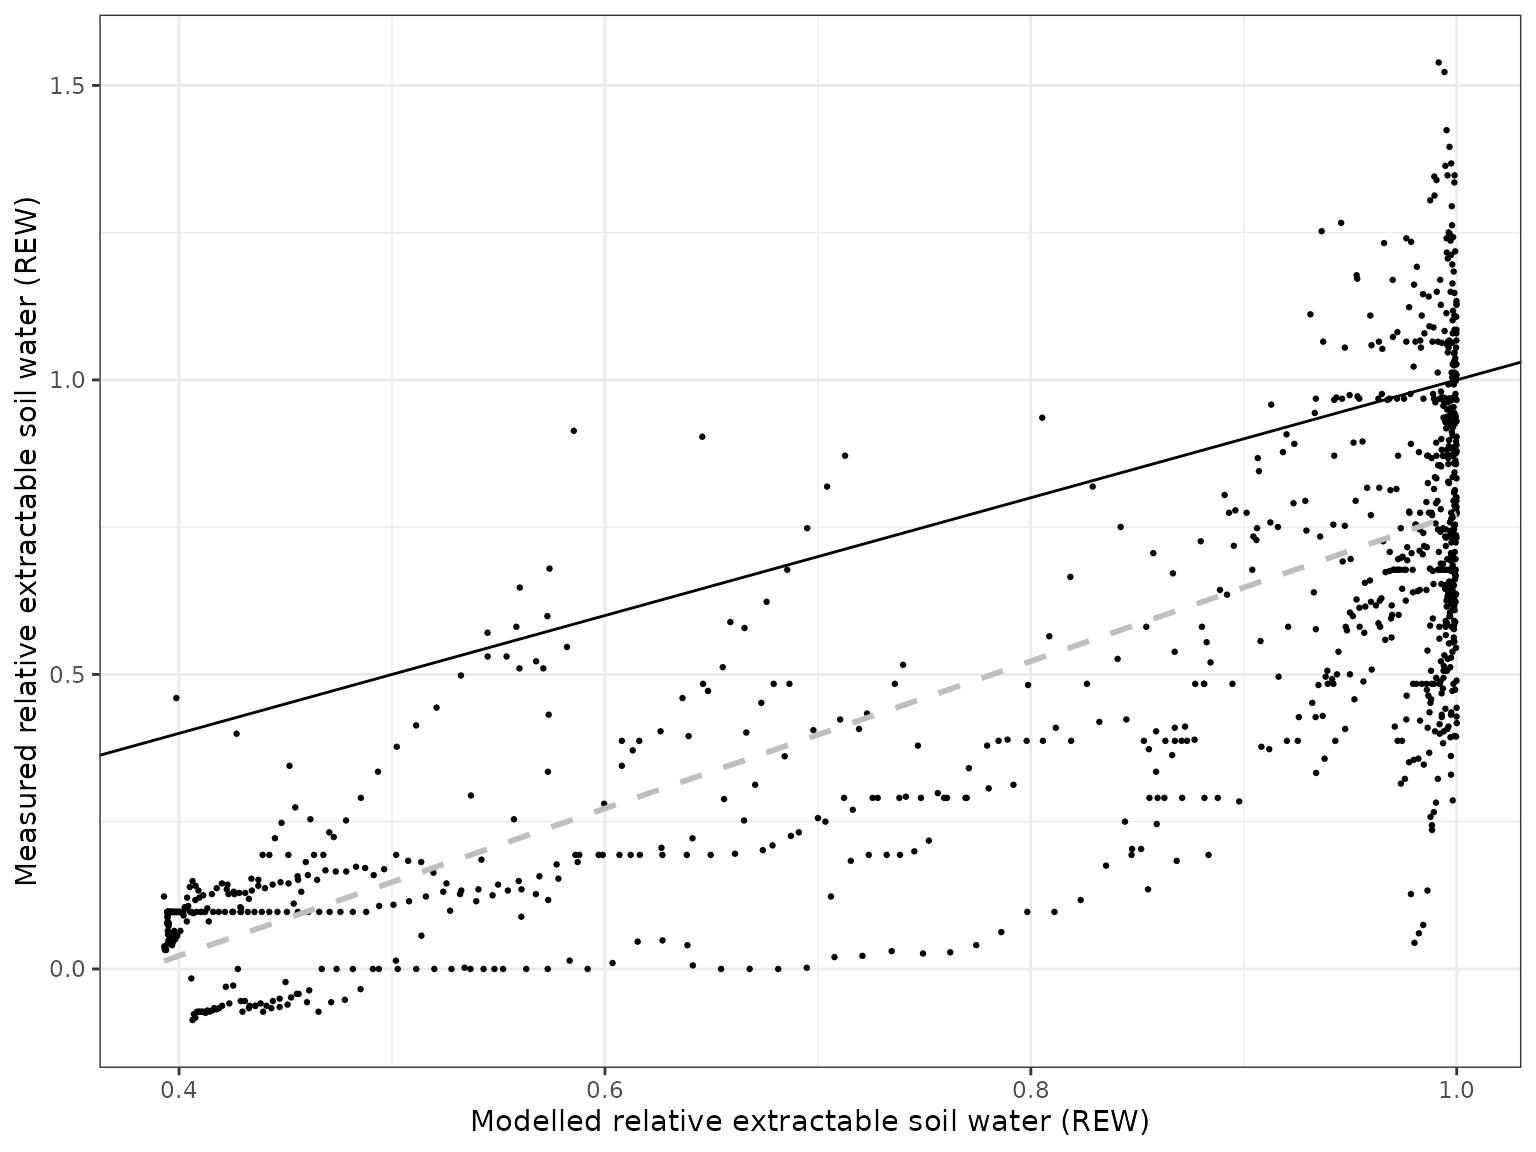 Measured relative extractable soil water (REW)
1.5
1.0
0.5
0.0
0.4 0.6 0.8 1.0
Modelled relative extractable soil water (REW)